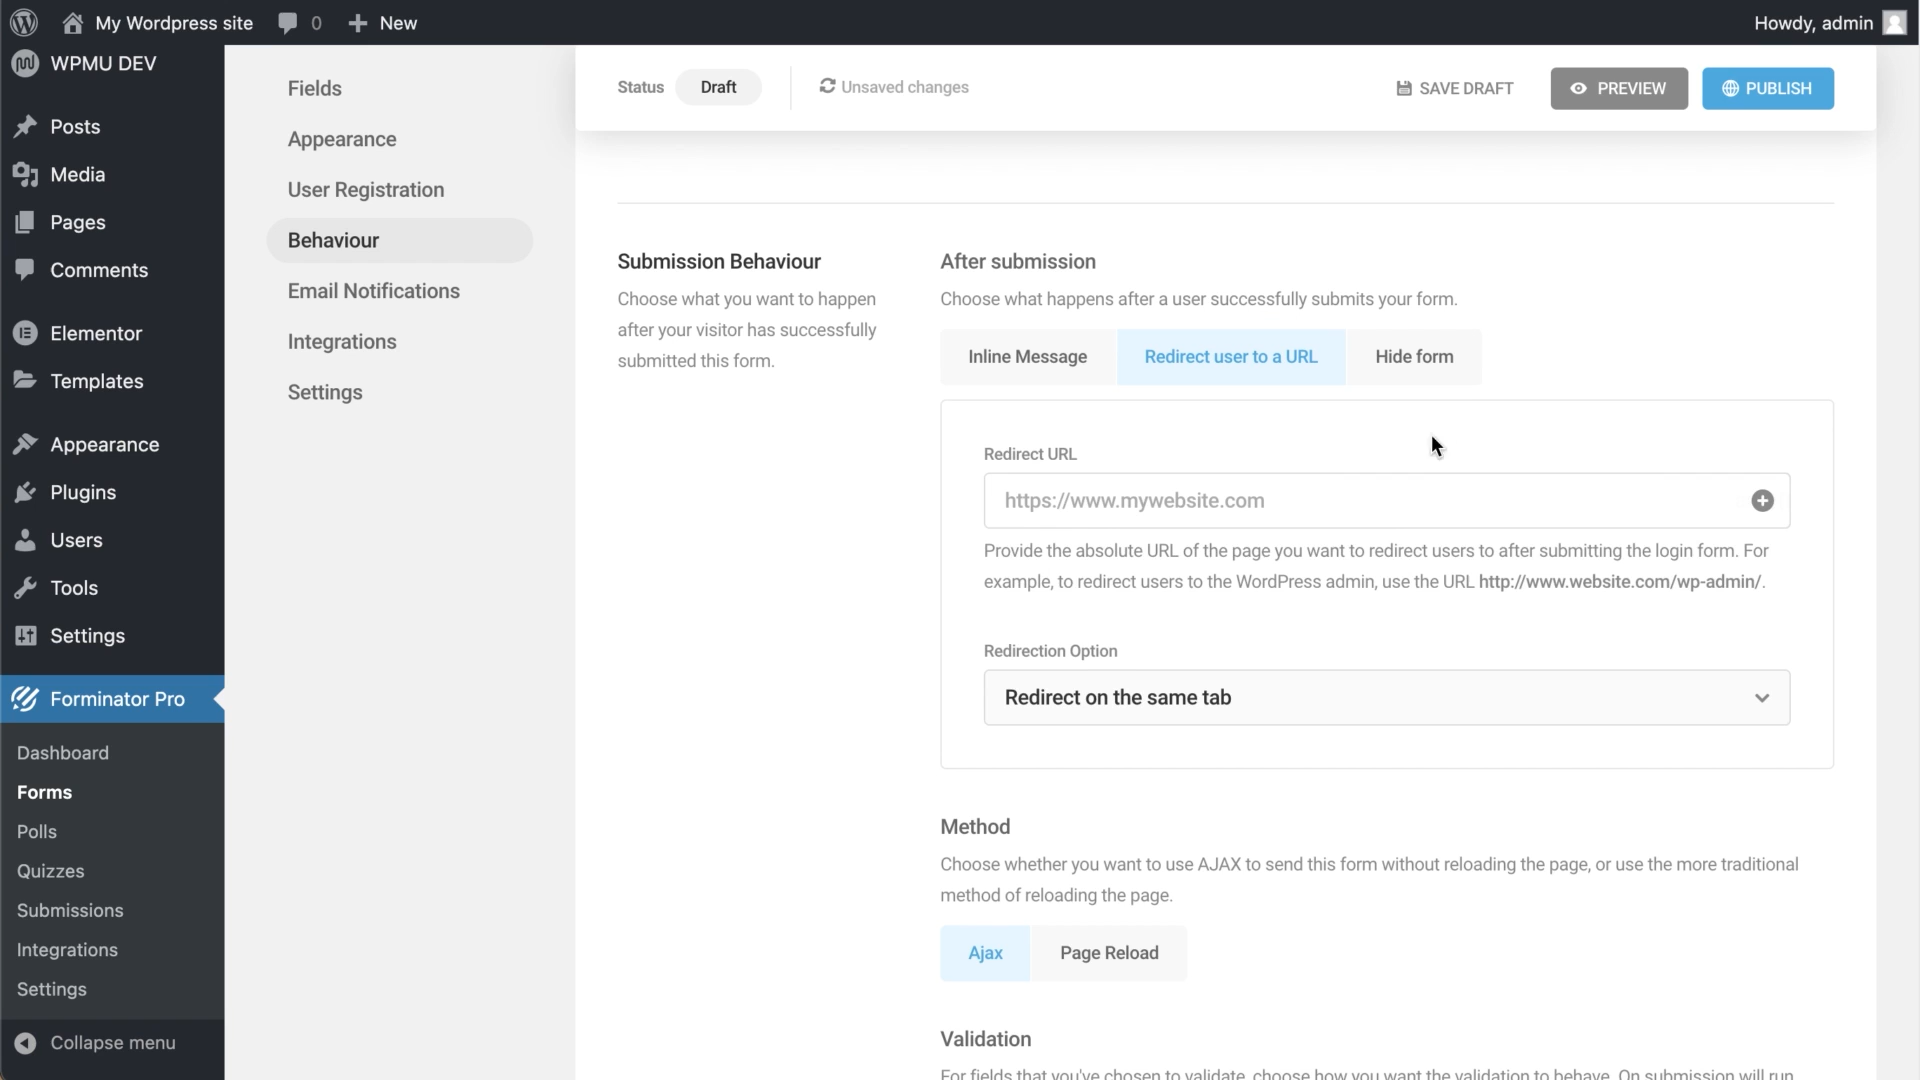 My Wordpress site
0
New
Howdy, admin
WPMU DEV
Posts
Media
Pages
Comments
Elementor
Templates
Appearance
Plugins
Users
Tools
Settings
Forminator Pro
Dashboard
Forms
Polls
Quizzes
Submissions
Integrations
Settings
Collapse menu
Fields
Appearance
User Registration
Behaviour
Email Notifications
Integrations
Settings
Status
Draft
Unsaved changes
SAVE DRAFT
PREVIEW
PUBLISH
Submission Behaviour
Choose what you want to happen
after your visitor has successfully
submitted this form.
After submission
Choose what happens after a user successfully submits your form.
Inline Message
Redirect user to a URL
Hide form
Redirect URL
https://www.mywebsite.com
Provide the absolute URL of the page you want to redirect users to after submitting the login form. For
example, to redirect users to the WordPress admin, use the URL http://www.website.com/wp-admin/.
Redirection Option
Redirect on the same tab
Method
Choose whether you want to use AJAX to send this form without reloading the page, or use the more traditional
method of reloading the page.
Ajax
Page Reload
Validation
For fields that you've chosen to validate, choose how you want the validation to behave. On submission will run